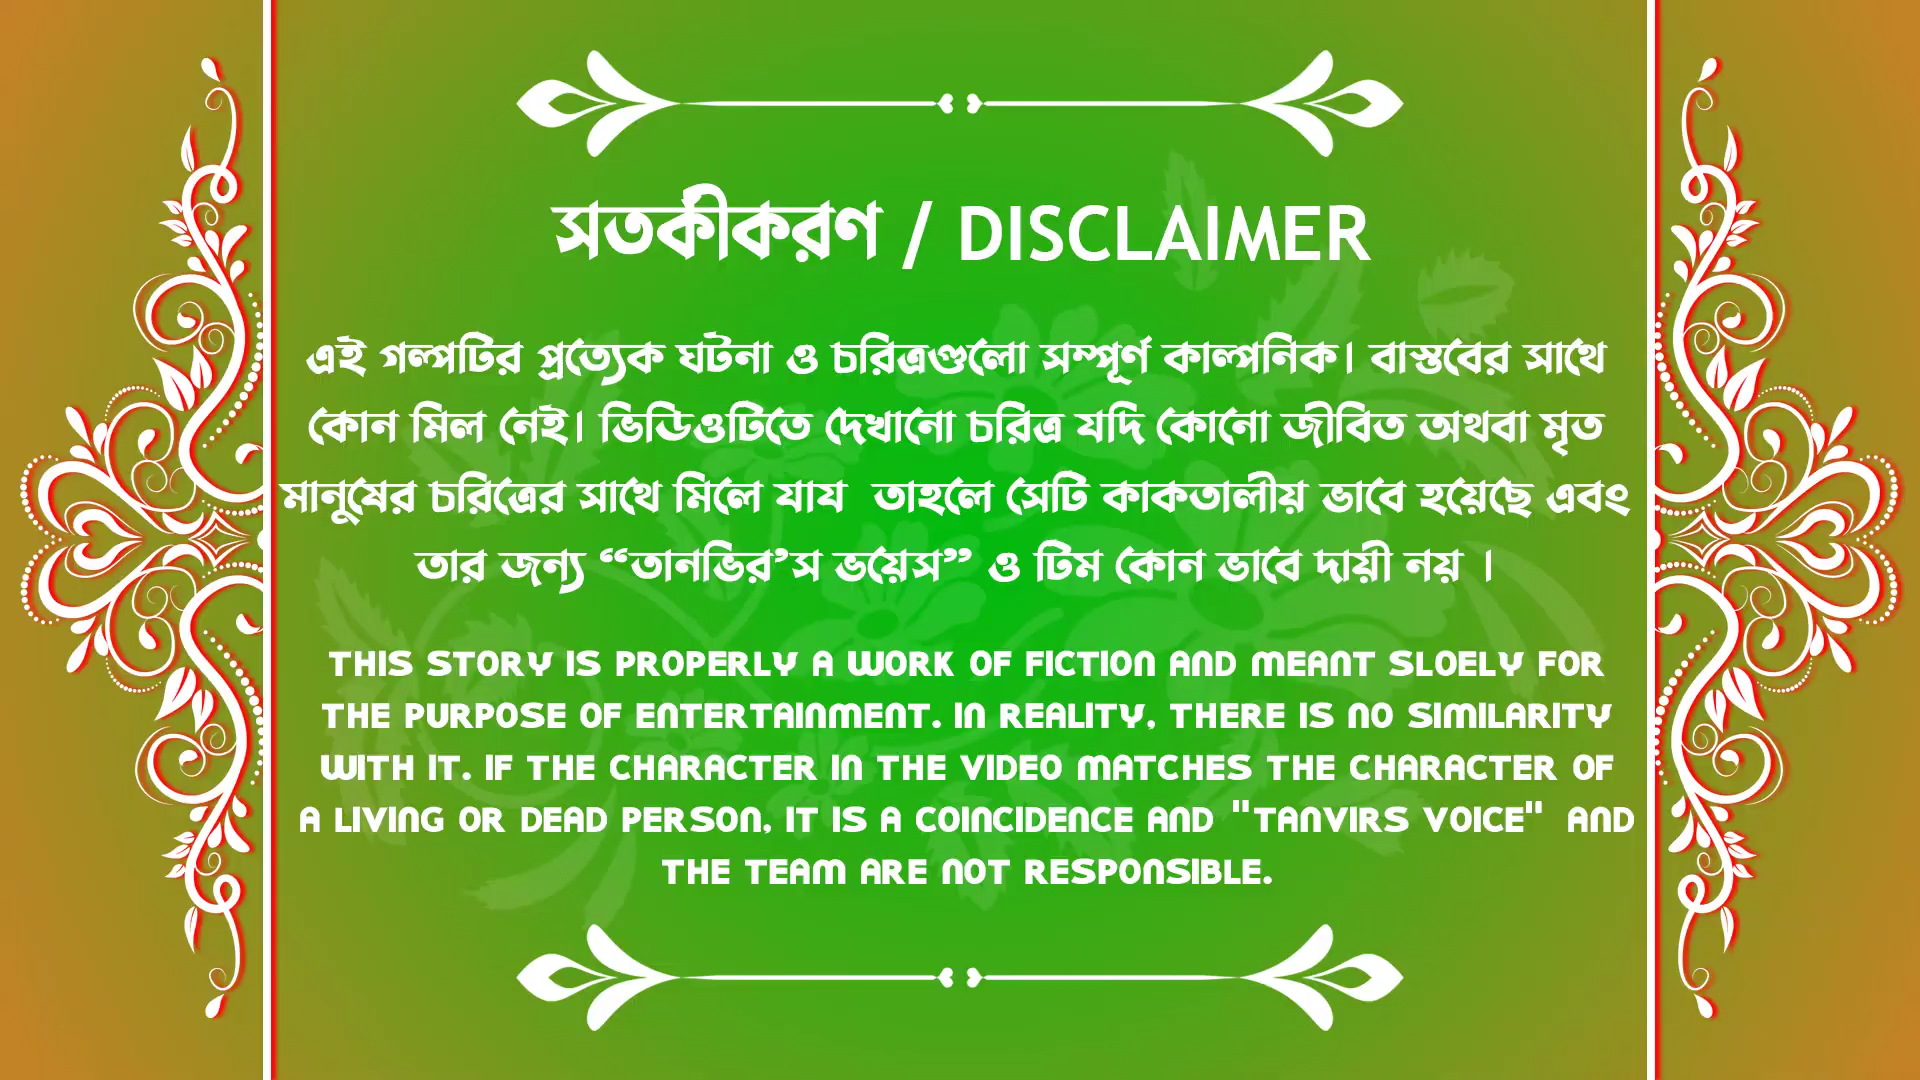 সতর্কীকরণ / DISCLAIMER
এই গল্পটির প্রত্যেক ঘটনা ও চরিত্রগুলো সম্পূর্ণ কাল্পনিক। বাস্তবের সাথে
কোন মিল নেই। ভিডিওটিতে দেখানো চরিত্র যদি কোনো জীবিত অথবা মৃত
মানুষের চরিত্রের সাথে মিলে যায তাহলে সেটি কাকতালীয় ভাবে হয়েছে এবং
তার জন্য “তানভির’স ভয়েস” ও টিম কোন ভাবে দায়ী নয় ।
THIS STORY IS PROPERLY A WORK OF FICTION AND MEANT SLOELY FOR
THE PURPOSE OF ENTERTAINMENT. IN REALITY, THERE IS NO SIMILARITY
WITH IT. IF THE CHARACTER IN THE VIDEO MATCHES THE CHARACTER OF
A LIVING OR DEAD PERSON, IT IS A COINCIDENCE AND "TANVIRS VOICE" AND
THE TEAM ARE NOT RESPONSIBLE.